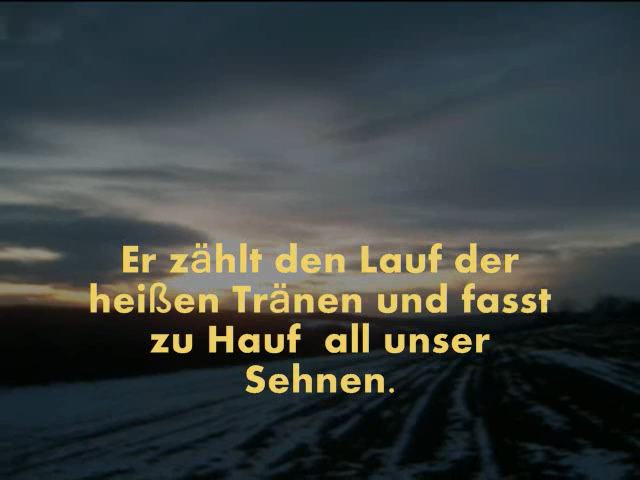 Er zählt den Lauf der
heißen Tränen und fasst
zu Hauf  all unser
Sehnen.